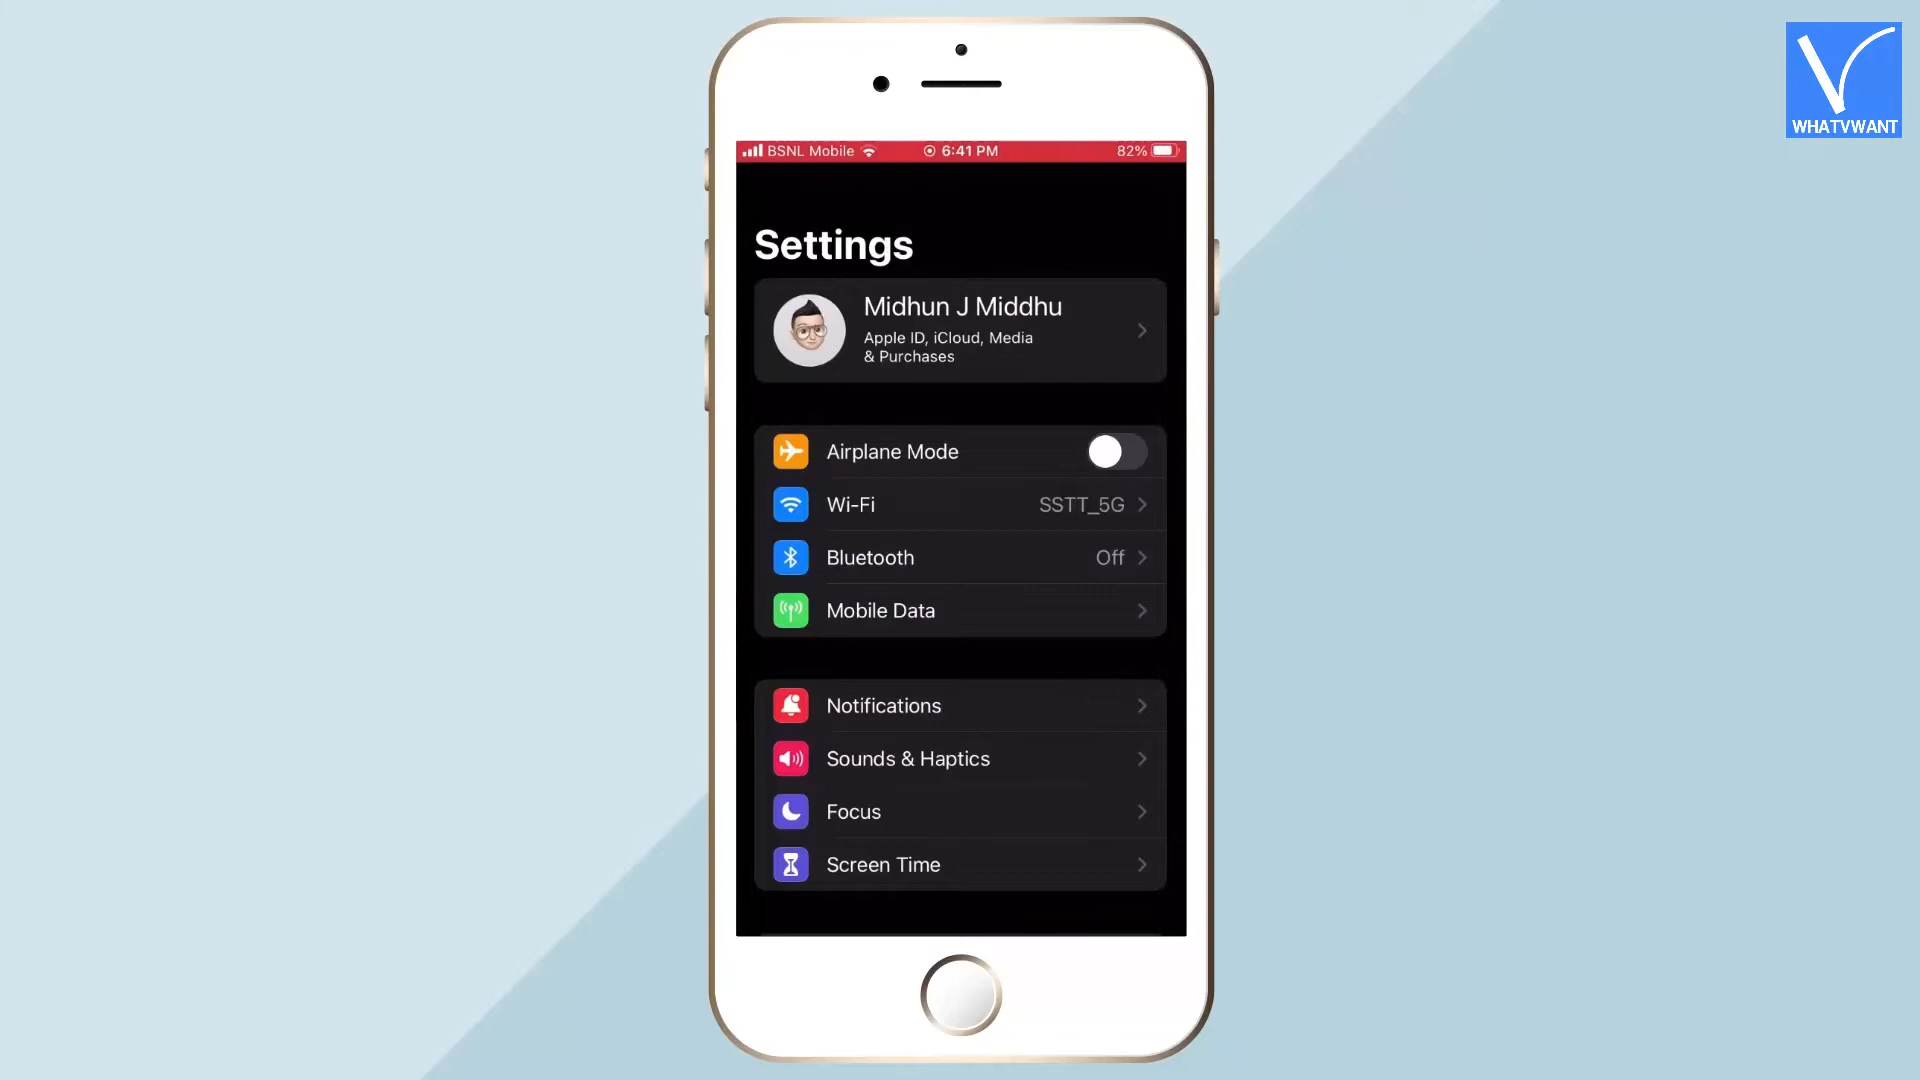 WHATVWANT
BSNL Mobile 6:41 PM 82%
Settings
Midhun J Middhu
Apple ID, iCloud, Media
& Purchases
Airplane Mode
Wi-Fi SSTT_5G
Bluetooth Off
Mobile Data
Notifications
Sounds & Haptics
Focus
Screen Time